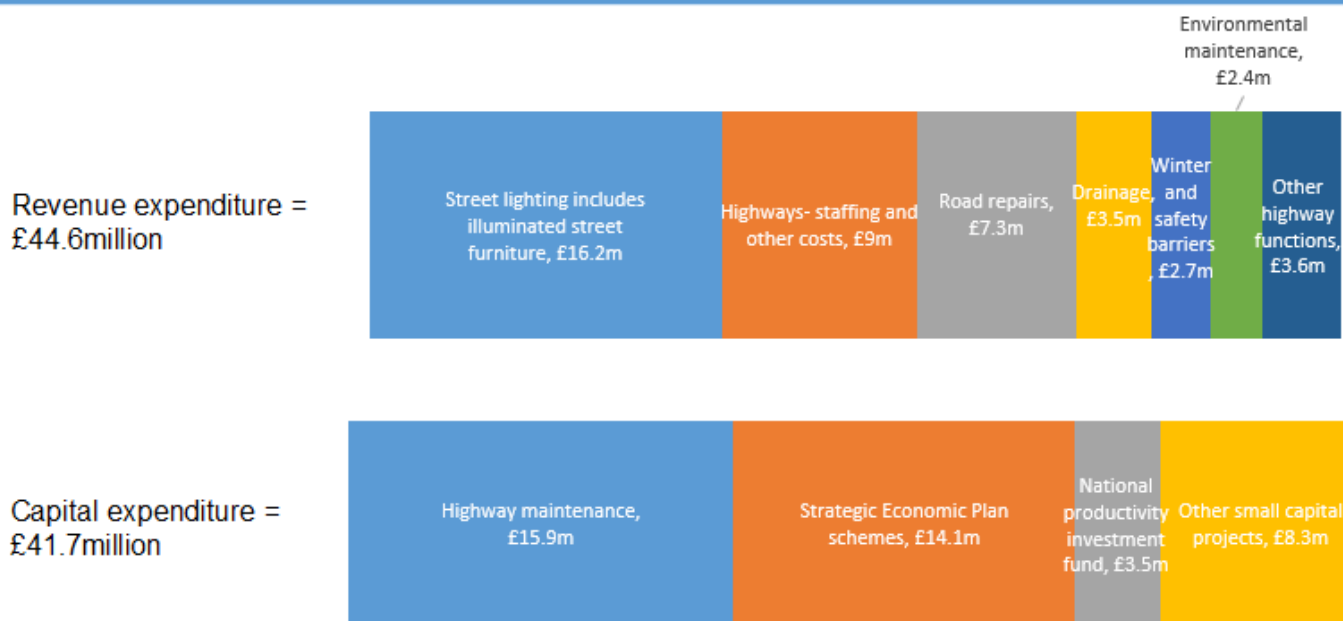 Environmental
maintenance,
£2.4m
Revenue expenditure =
£44.6million
Street lighting includes
illuminated street
furniture, £16.2m
Highways- staffing and
other costs, £9m
Road repairs,
£7.3m
Drainage,
£3.5m
Winter
and
safety
barriers
, £2.7m
Other
highway
functions,
£3.6m
Capital expenditure =
£41.7million
Highway maintenance,
£15.9m
Strategic Economic Plan
schemes, £14.1m
National
productivity
investment
fund, £3.5m
Other small capital
projects, £8.3m